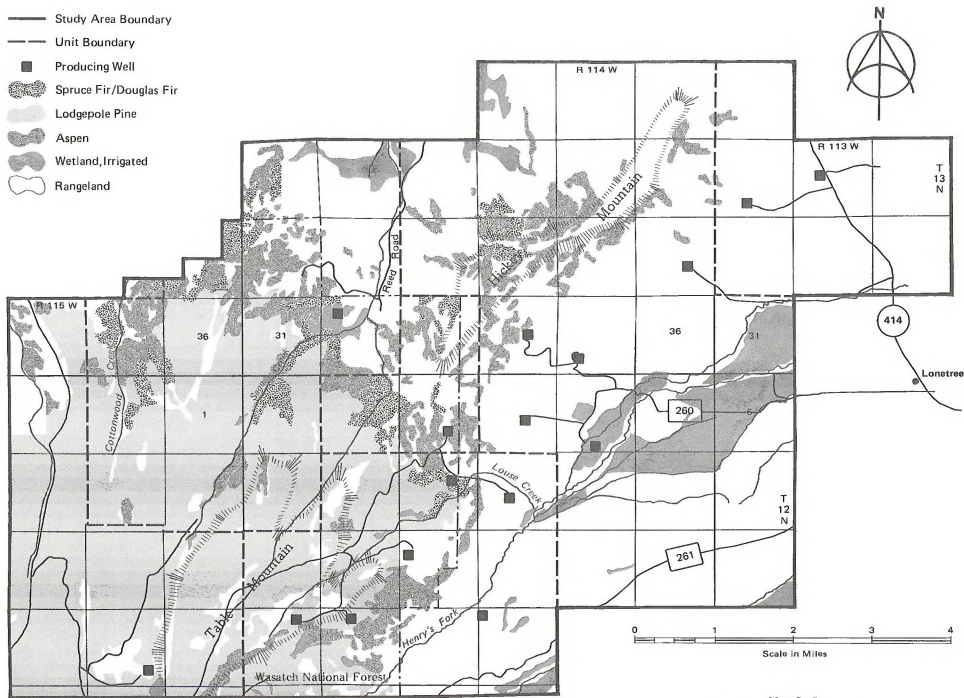 Study Area Boundary
Unit Boundary
Producing Well
Spruce Fir/Douglas Fir
Lodgepole Pine
Aspen
Wetland, Irrigated
Rangeland
N
R 114 W
R 113 W
T
13
N
Mountain
Reed Road
R 115 W
36
31
36
31
414
Lonetree
Cottonwood Creek
1
260
6
Louse Creek
T
12
N
261
Table Mountain
Henry's Fork
Wasatch National Forest
0
1
2
3
4
Scale in Miles